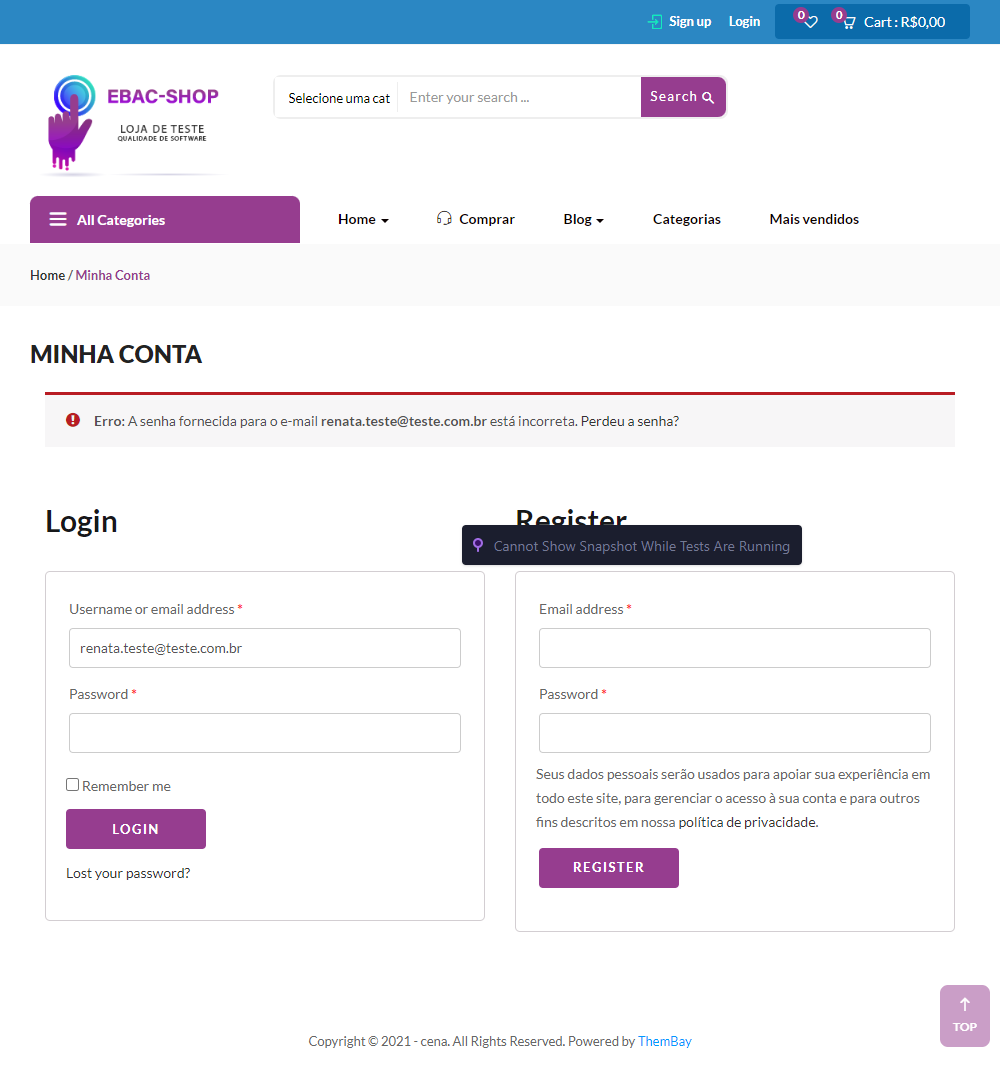 Sign up Login 0 0 Cart : R$0,00
EBAC-SHOP
LOJA DE TESTE
QUALIDADE DE SOFTWARE
Selecione uma cat Enter your search ... Search
All Categories Home Comprar Blog Categorias Mais vendidos
Home / Minha Conta
MINHA CONTA
Erro: A senha fornecida para o e-mail renata.teste@teste.com.br está incorreta. Perdeu a senha?
Login
Register
Cannot Show Snapshot While Tests Are Running
Username or email address *
renata.teste@teste.com.br
Password *
Remember me
LOGIN
Lost your password?
Email address *
Password *
Seus dados pessoais serão usados para apoiar sua experiência em
todo este site, para gerenciar o acesso à sua conta e para outros
fins descritos em nossa política de privacidade.
REGISTER
TOP
Copyright © 2021 - cena. All Rights Reserved. Powered by ThemBay